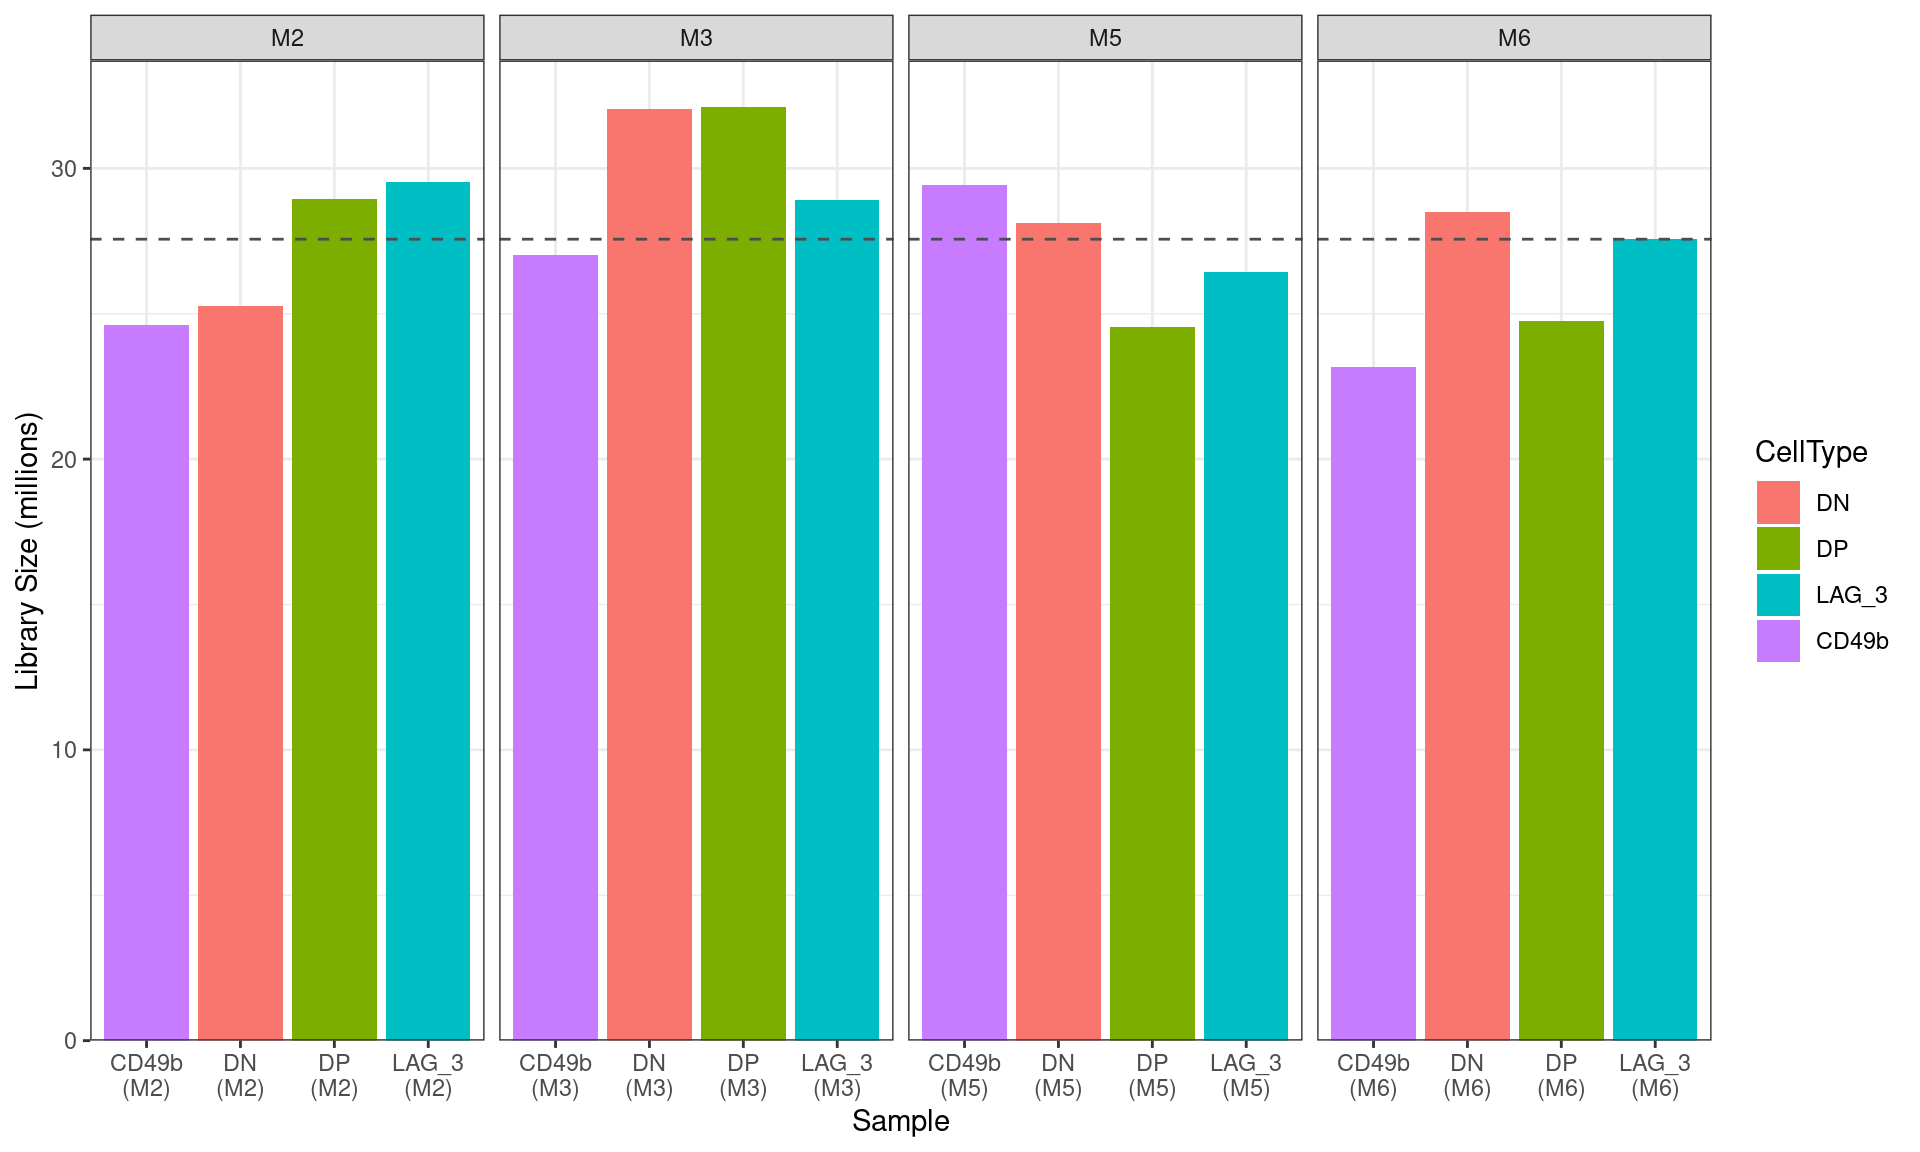 M2 M3 M5 M6
Library Size (millions)
30
20
10
0
CD49b DN DP LAG_3 CD49b DN DP LAG_3 CD49b DN DP LAG_3 CD49b DN DP LAG_3
(M2) (M2) (M2) (M2) (M3) (M3) (M3) (M3) (M5) (M5) (M5) (M5) (M6) (M6) (M6) (M6)
Sample
CellType
DN
DP
LAG_3
CD49b